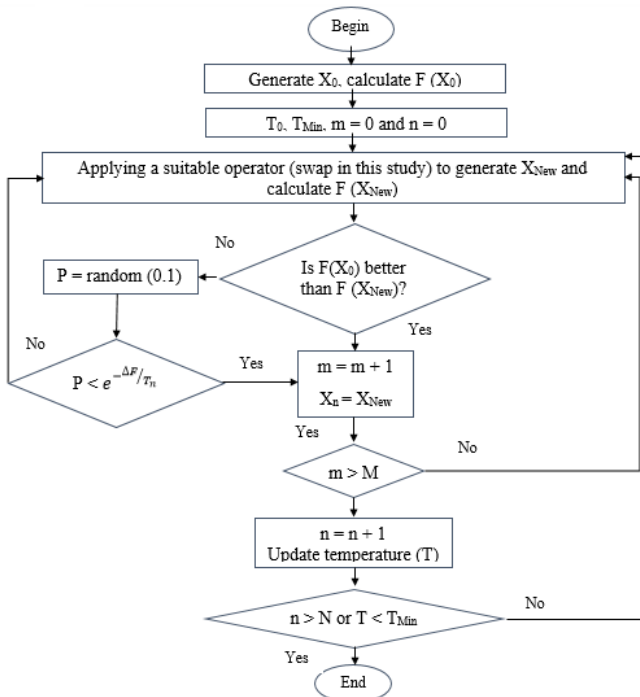 Begin
Generate X₀, calculate F (X₀)
T₀, T_Min, m = 0 and n = 0
Applying a suitable operator (swap in this study) to generate X_New and
calculate F (X_New)
No
Is F(X₀) better
than F (X_New)?
P = random (0.1)
Yes
No
P < e^(−ΔF/T_n)
Yes
m = m + 1
X_n = X_New
Yes
m > M
No
n = n + 1
Update temperature (T)
n > N or T < T_Min
No
Yes
End